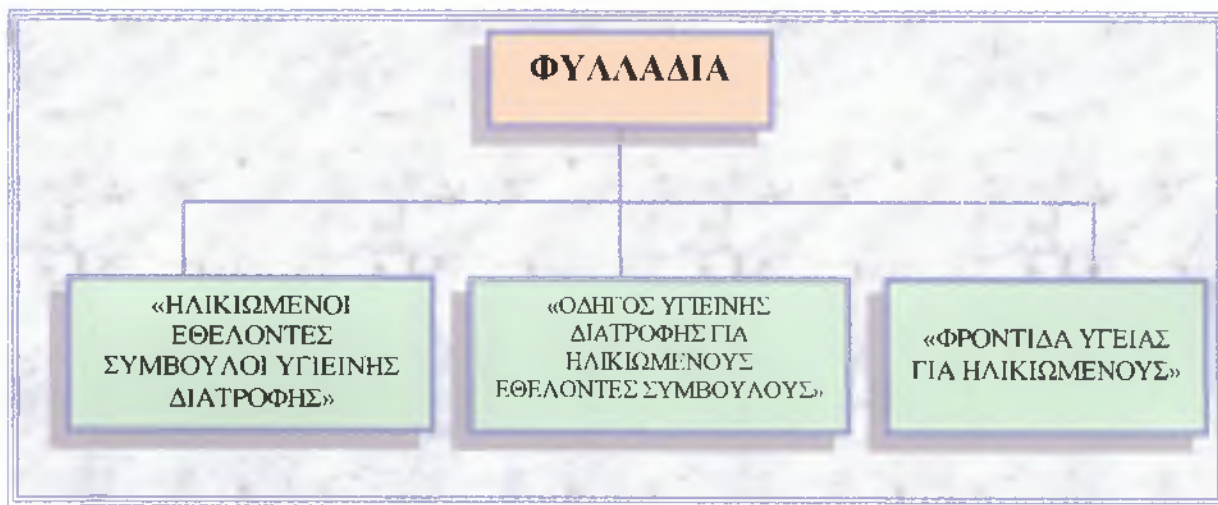 ΦΥΛΛΑΔΙΑ
«ΗΛΙΚΙΩΜΕΝΟΙ
ΕΘΕΛΟΝΤΕΣ
ΣΥΜΒΟΥΛΟΙ ΥΓΙΕΙΝΗΣ
ΔΙΑΤΡΟΦΗΣ»
«ΟΔΗΓΟΣ ΥΓΙΕΙΝΗΣ
ΔΙΑΤΡΟΦΗΣ ΓΙΑ
ΗΛΙΚΙΩΜΕΝΟΥΣ
ΕΘΕΛΟΝΤΕΣ ΣΥΜΒΟΥΛΟΥΣ»
«ΦΡΟΝΤΙΔΑ ΥΓΕΙΑΣ
ΓΙΑ ΗΛΙΚΙΩΜΕΝΟΥΣ»